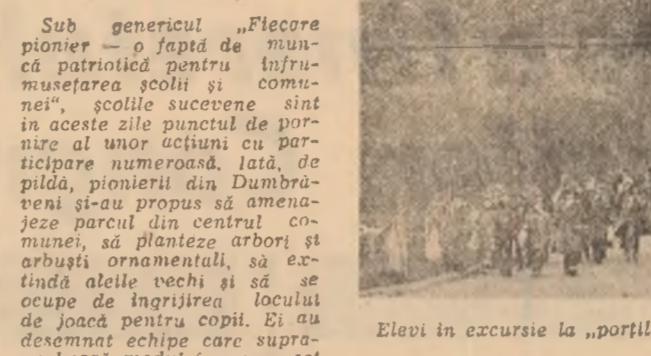 Sub genericul „Fiecare
pionier — o faptă de mun-
că patriotică pentru înfru-
musețarea școlii și comu-
nei“, școlile sucevene sînt
în aceste zile punctul de por-
nire al unor acțiuni cu par-
ticipare numeroasă. Iată, de
pildă, pionierii din Dumbră-
veni și-au propus să amena-
jeze parcul din centrul co-
munei, să planteze arbori și
arbuști ornamentali, să ex-
tindă aleile vechi și să se
ocupe de îngrijirea locului
de joacă pentru copii. Ei au
desemnat echipe care supra-
Elevi în excursie la „porțil